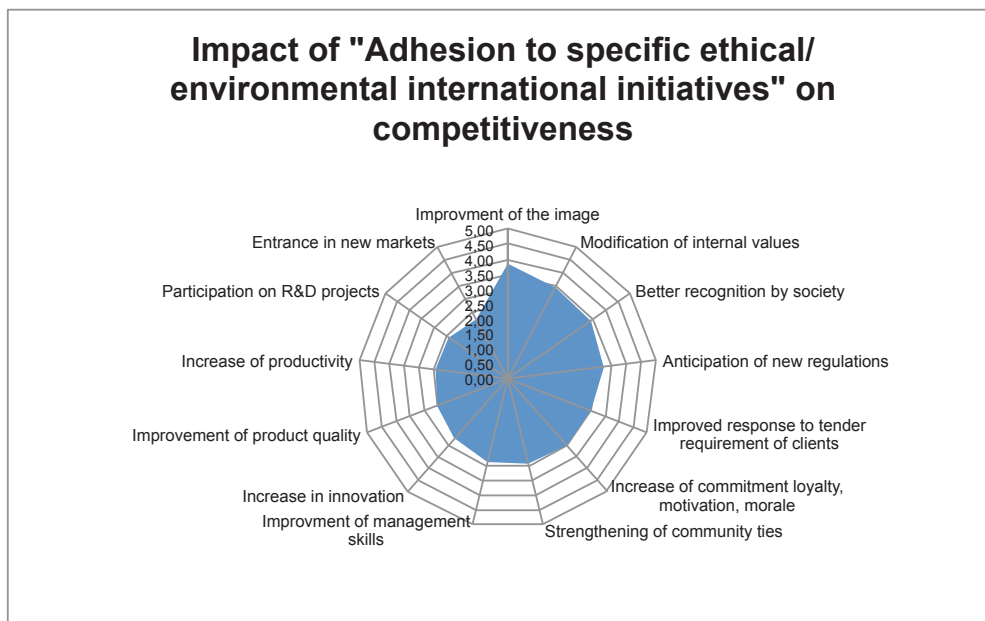 Impact of "Adhesion to specific ethical/
environmental international initiatives" on
competitiveness
Improvment of the image
Modification of internal values
Better recognition by society
Anticipation of new regulations
Improved response to tender
requirement of clients
Increase of commitment loyalty,
motivation, morale
Strengthening of community ties
Improvment of management
skills
Increase in innovation
Improvement of product quality
Increase of productivity
Participation on R&D projects
Entrance in new markets
5,00
4,50
4,00
3,50
3,00
2,50
2,00
1,50
1,00
0,50
0,00